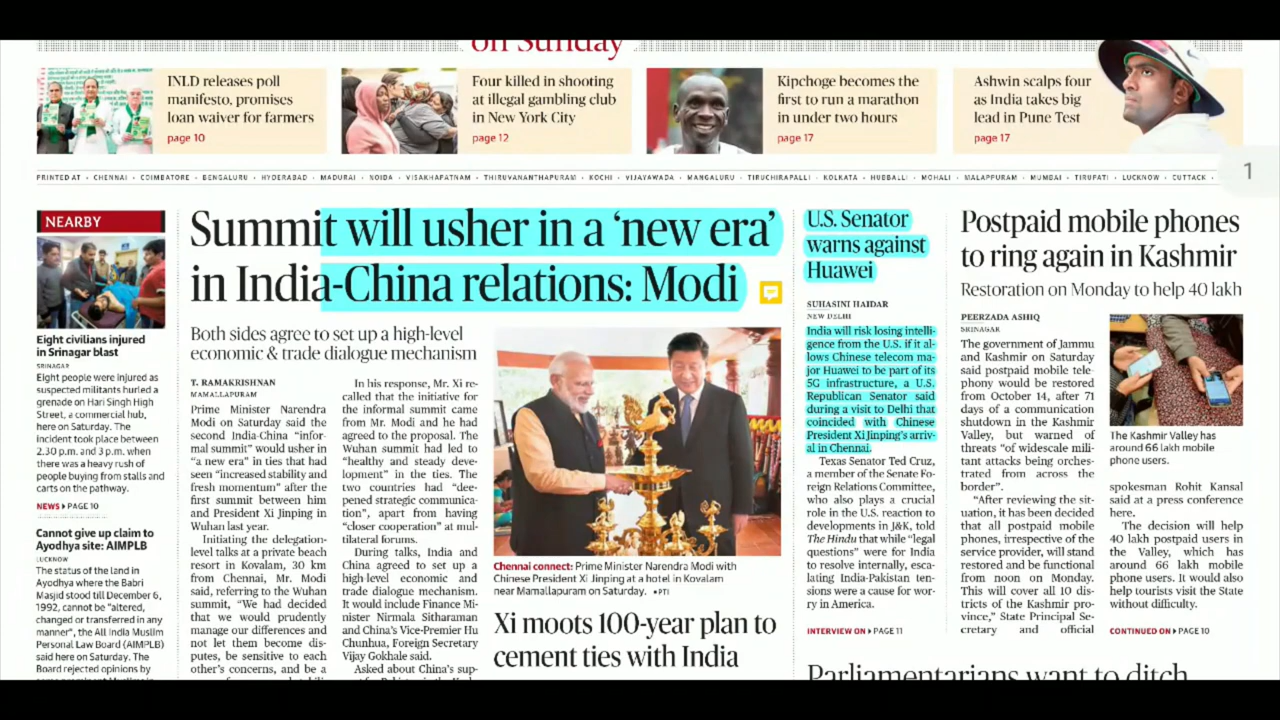 on Sunday
INLD releases poll
manifesto, promises
loan waiver for farmers
page 10
Four killed in shooting
at illegal gambling club
in New York City
page 12
Kipchoge becomes the
first to run a marathon
in under two hours
page 17
Ashwin scalps four
as India takes big
lead in Pune Test
page 17
PRINTED AT • CHENNAI • COIMBATORE • BENGALURU • HYDERABAD • MADURAI • NOIDA • VISAKHAPATNAM • THIRUVANANTHAPURAM • KOCHI • VIJAYAWADA • MANGALURU • TIRUCHIRAPALLI • KOLKATA • HUBBALLI • MOHALI • MALAPPURAM • MUMBAI • TIRUPATI • LUCKNOW • CUTTACK •
1
NEARBY
Eight civilians injured
in Srinagar blast
SRINAGAR
Eight people were injured as
suspected militants hurled a
grenade on Hari Singh High
Street, a commercial hub,
here on Saturday. The
incident took place between
2.30 p.m. and 3 p.m. when
there was a heavy rush of
people buying from stalls and
carts on the pathway.
NEWS PAGE 10
Cannot give up claim to
Ayodhya site: AIMPLB
LUCKNOW
The status of the land in
Ayodhya where the Babri
Masjid stood till December 6,
1992, cannot be "altered,
changed or transferred in any
manner", the All India Muslim
Personal Law Board (AIMPLB)
said here on Saturday. The
Board rejected opinions by
Summit will usher in a ‘new era’
in India-China relations: Modi
Both sides agree to set up a high-level
economic & trade dialogue mechanism
T. RAMAKRISHNAN
MAMALLAPURAM
Prime Minister Narendra
Modi on Saturday said the
second India-China “infor-
mal summit” would usher in
“a new era” in ties that had
seen “increased stability and
fresh momentum” after the
first summit between him
and President Xi Jinping in
Wuhan last year.
Initiating the delegation-
level talks at a private beach
resort in Kovalam, 30 km
from Chennai, Mr. Modi
said, referring to the Wuhan
summit, “We had decided
that we would prudently
manage our differences and
not let them become dis-
putes, be sensitive to each
other’s concerns, and be a
In his response, Mr. Xi re-
called that the initiative for
the informal summit came
from Mr. Modi and he had
agreed to the proposal. The
Wuhan summit had led to
“healthy and steady deve-
lopment” in the ties. The
two countries had “dee-
pened strategic communica-
tion”, apart from having
“closer cooperation” at mul-
tilateral forums.
During talks, India and
China agreed to set up a
high-level economic and
trade dialogue mechanism.
It would include Finance Mi-
nister Nirmala Sitharaman
and China’s Vice-Premier Hu
Chunhua, Foreign Secretary
Vijay Gokhale said.
Asked about China’s sup-
Chennai connect: Prime Minister Narendra Modi with
Chinese President Xi Jinping at a hotel in Kovalam
near Mamallapuram on Saturday. •PTI
Xi moots 100-year plan to
cement ties with India
U.S. Senator
warns against
Huawei
SUHASINI HAIDAR
NEW DELHI
India will risk losing intelli-
gence from the U.S. if it al-
lows Chinese telecom ma-
jor Huawei to be part of its
5G infrastructure, a U.S.
Republican Senator said
during a visit to Delhi that
coincided with Chinese
President Xi Jinping’s arriv-
al in Chennai.
Texas Senator Ted Cruz,
a member of the Senate Fo-
reign Relations Committee,
who also plays a crucial
role in the U.S. reaction to
developments in J&K, told
The Hindu that while “legal
questions” were for India
to resolve internally, esca-
lating India-Pakistan ten-
sions were a cause for wor-
ry in America.
INTERVIEW ON PAGE 11
Postpaid mobile phones
to ring again in Kashmir
Restoration on Monday to help 40 lakh
PEERZADA ASHIQ
SRINAGAR
The government of Jammu
and Kashmir on Saturday
said postpaid mobile tele-
phony would be restored
from October 14, after 71
days of a communication
shutdown in the Kashmir
Valley, but warned of
threats “of widescale mili-
tant attacks being orches-
trated from across the
border”.
“After reviewing the sit-
uation, it has been decided
that all postpaid mobile
phones, irrespective of the
service provider, will stand
restored and be functional
from noon on Monday.
This will cover all 10 dis-
tricts of the Kashmir pro-
vince,” State Principal Se-
cretary and official
The Kashmir Valley has
around 66 lakh mobile
phone users.
spokesman Rohit Kansal
said at a press conference
here.
The decision will help
40 lakh postpaid users in
the Valley, which has
around 66 lakh mobile
phone users. It would also
help tourists visit the State
without difficulty.
CONTINUED ON PAGE 10
Parliamentarians want to ditch